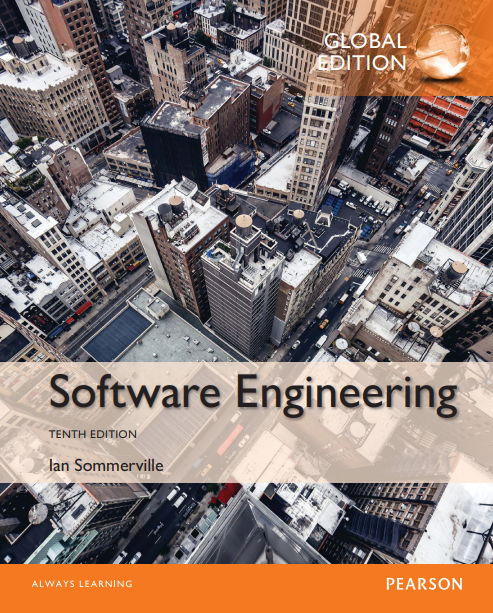 GLOBAL
EDITION
Software Engineering
TENTH EDITION
Ian Sommerville
ALWAYS LEARNING
PEARSON